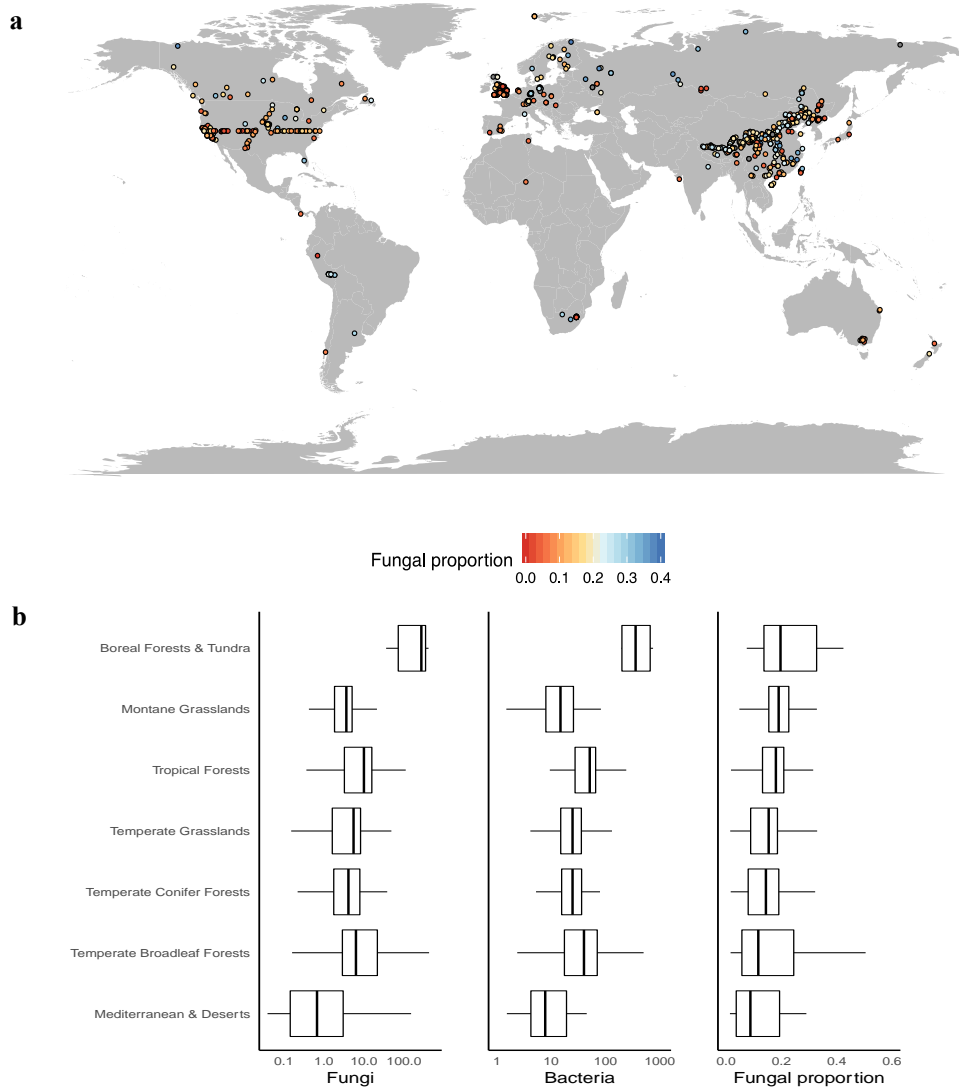 a
Fungal proportion
0.0 0.1 0.2 0.3 0.4
b
Boreal Forests & Tundra
Montane Grasslands
Tropical Forests
Temperate Grasslands
Temperate Conifer Forests
Temperate Broadleaf Forests
Mediterranean & Deserts
0.1 1.0 10.0 100.0
1 10 100 1000
0.0 0.2 0.4 0.6
Fungi
Bacteria
Fungal proportion